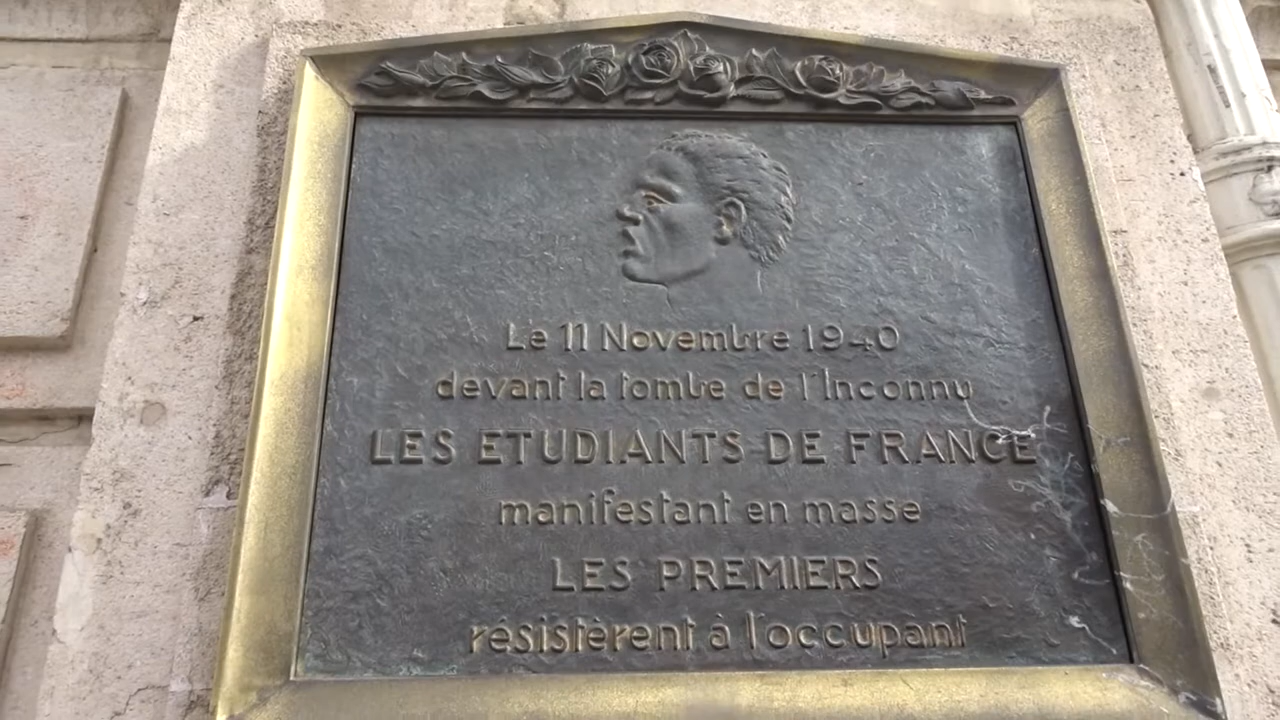 Le 11 Novembre 1940
devant la tombe de l'Inconnu
LES ETUDIANTS DE FRANCE
manifestant en masse
LES PREMIERS
résistèrent à l'occupant